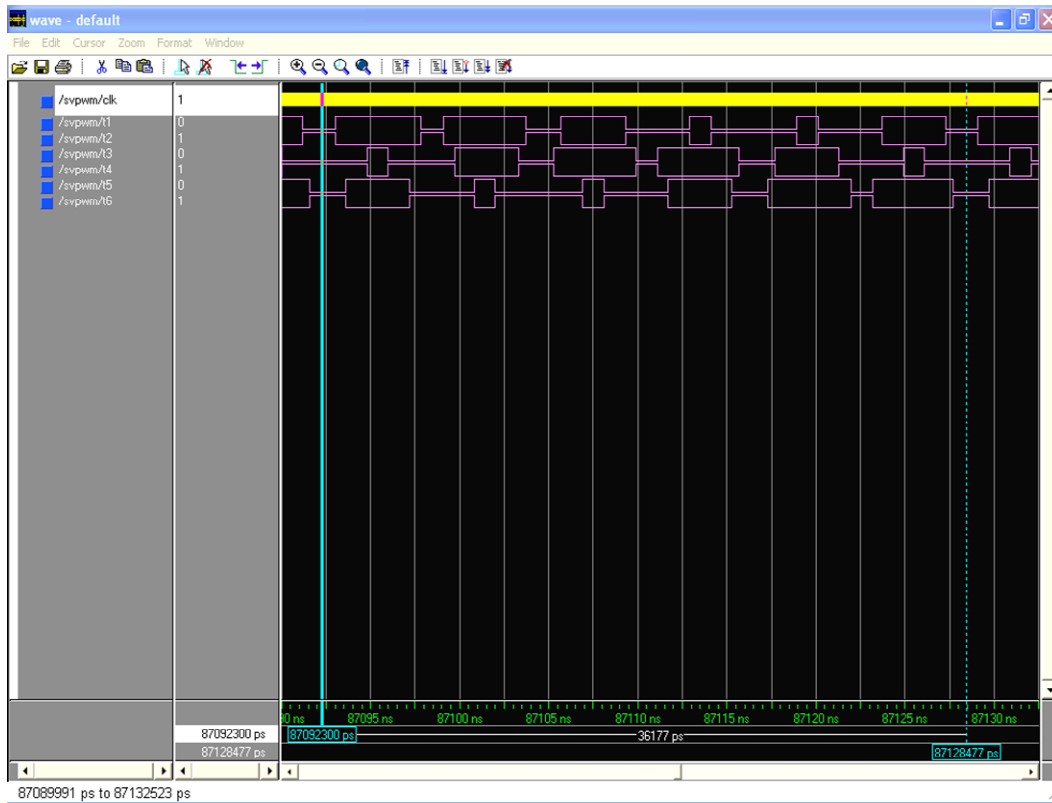 wave - default
File Edit Cursor Zoom Format Window
/svpwm/clk 1
/svpwm/t1 0
/svpwm/t2 1
/svpwm/t3 0
/svpwm/t4 1
/svpwm/t5 0
/svpwm/t6 1
0 ns 87095 ns 87100 ns 87105 ns 87110 ns 87115 ns 87120 ns 87125 ns 87130 ns
87092300 ps 87092300 ps 36177 ps
87128477 ps 87128477 ps
87089991 ps to 87132523 ps